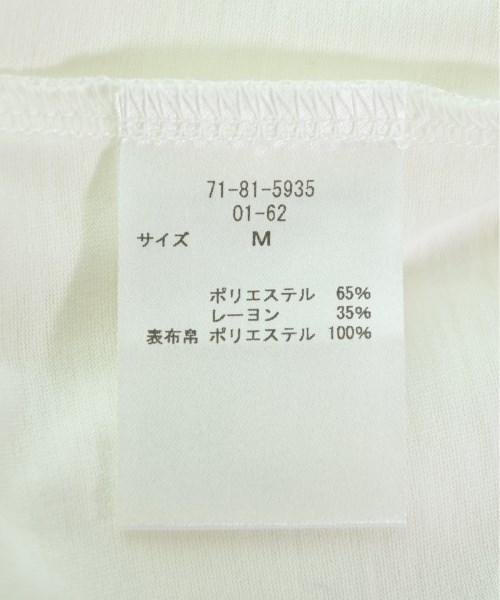 71-81-5935
01-62
サイズ M
ポリエステル 65%
レーヨン 35%
表布帛 ポリエステル 100%